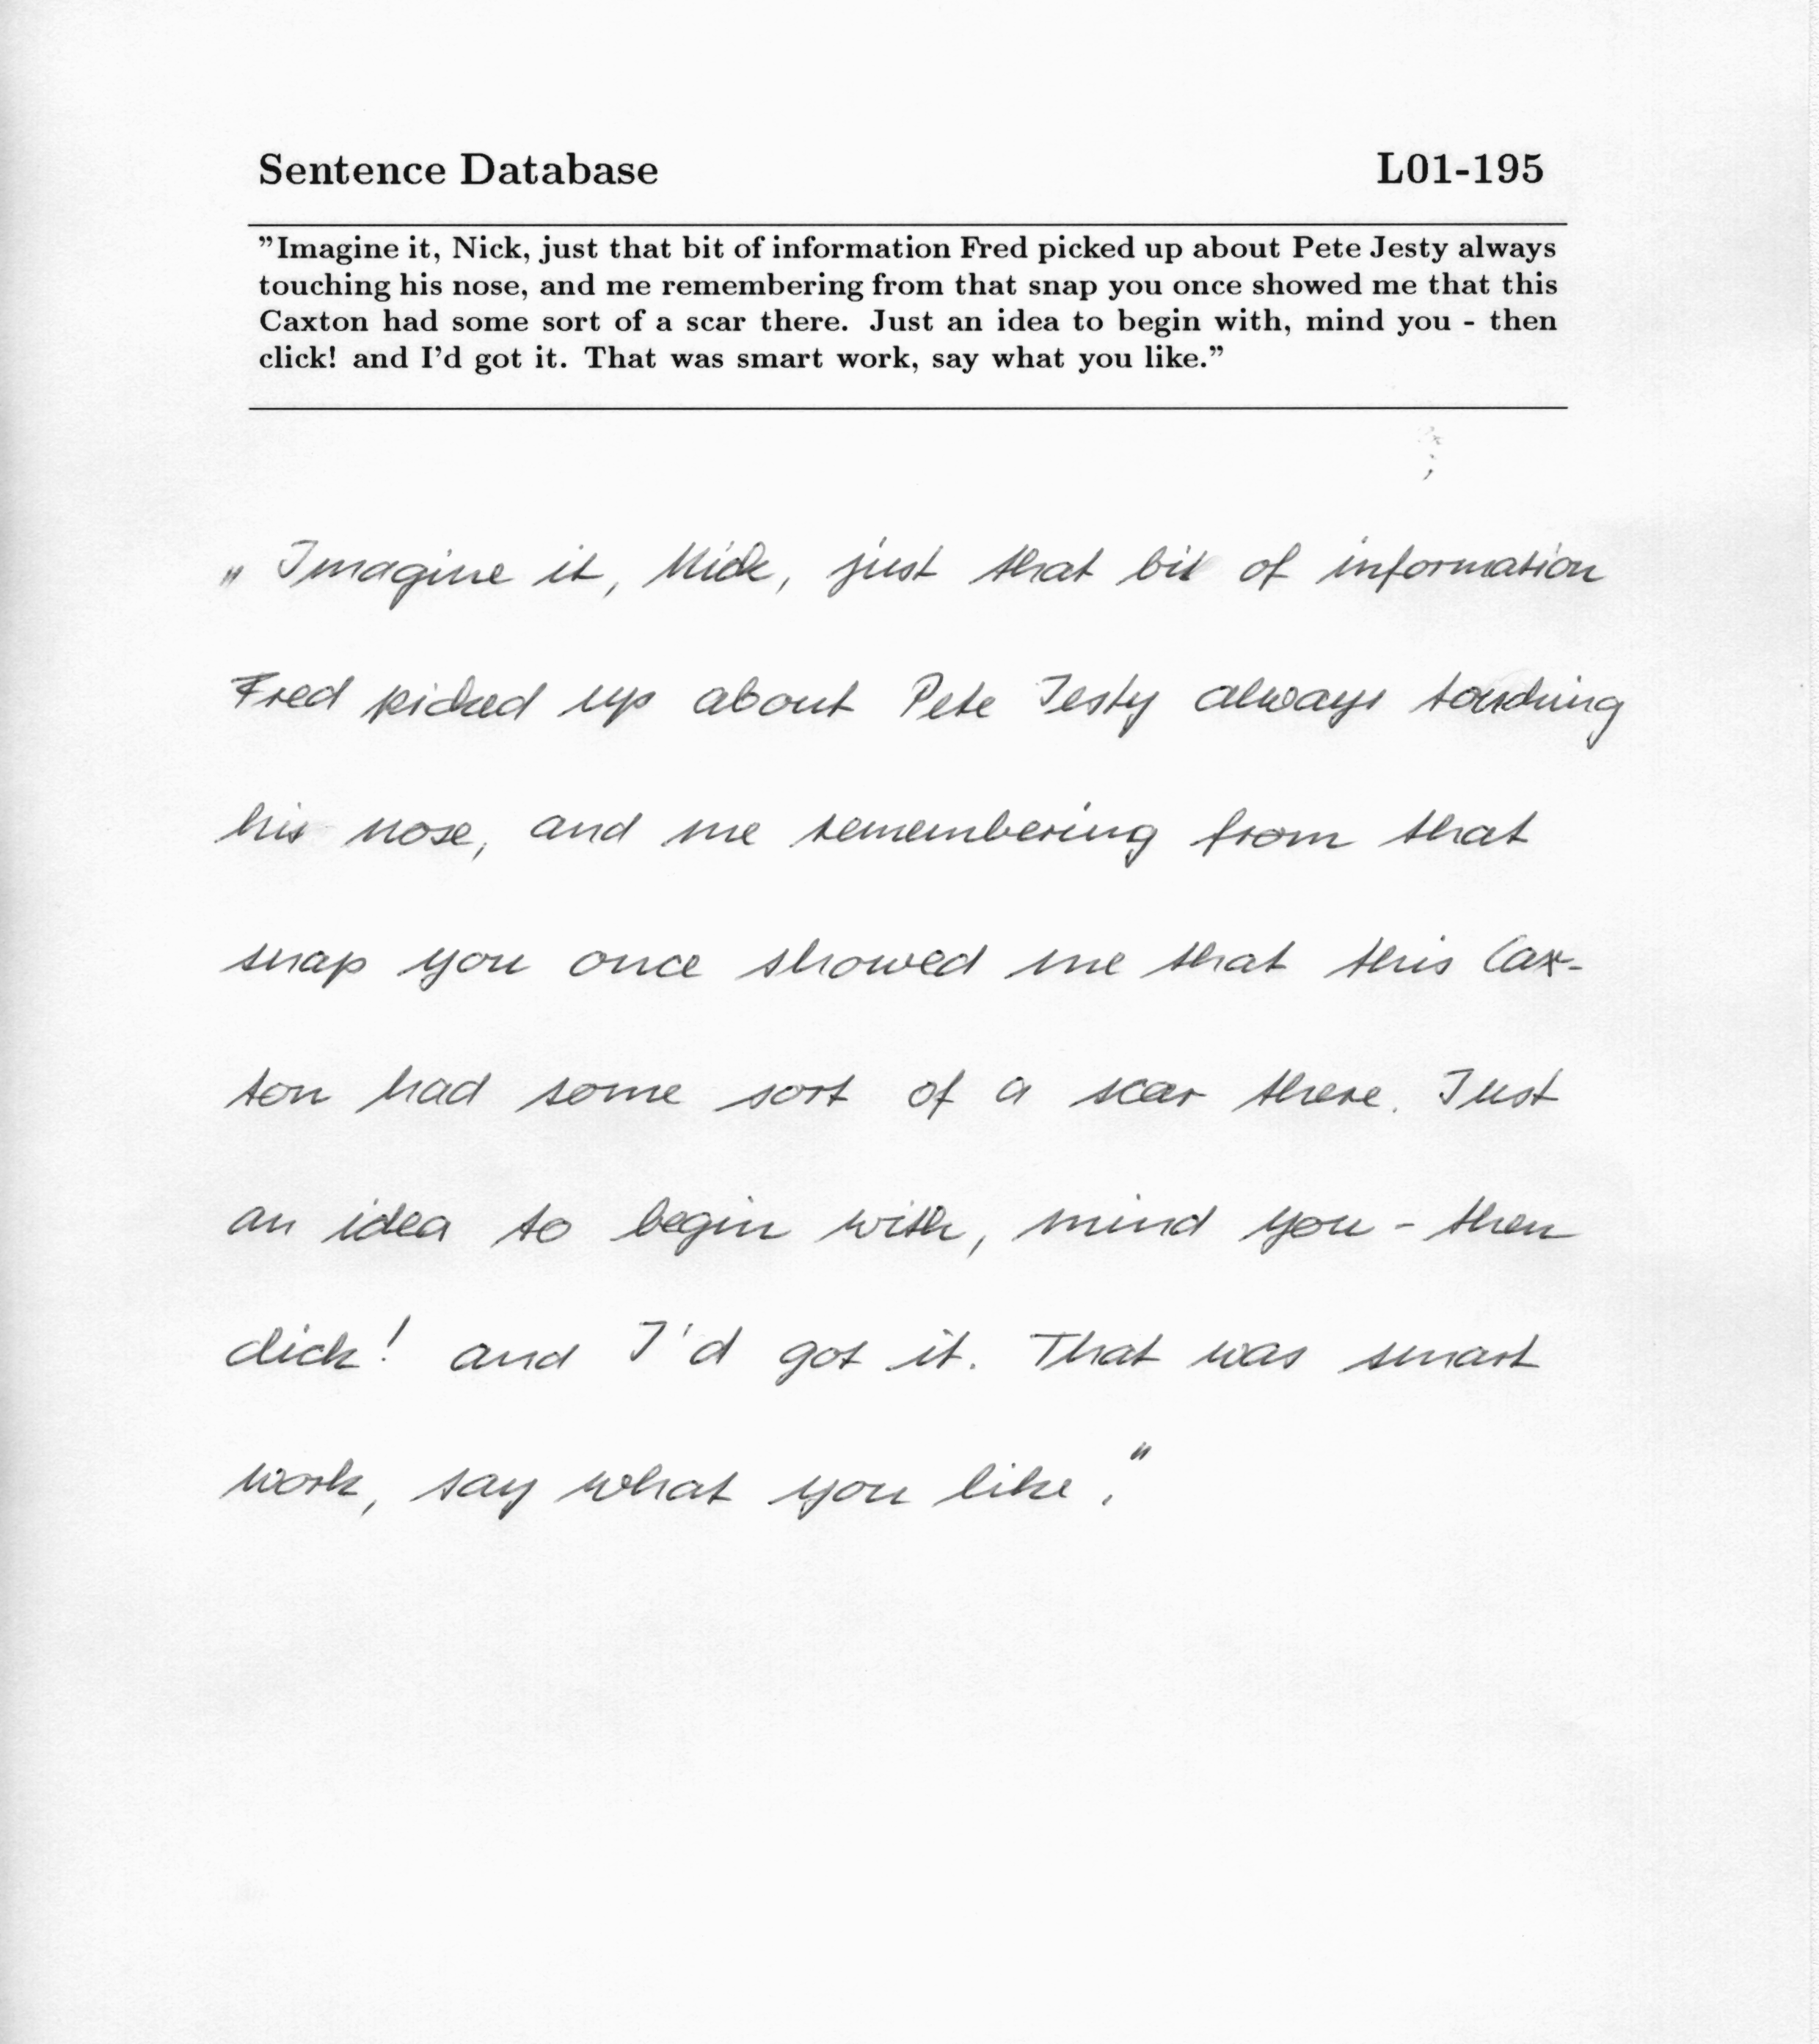 Sentence Database L01-195
"Imagine it, Nick, just that bit of information Fred picked up about Pete Jesty always
touching his nose, and me remembering from that snap you once showed me that this
Caxton had some sort of a scar there. Just an idea to begin with, mind you - then
click! and I'd got it. That was smart work, say what you like."
„Imagine it, Nick, just that bit of information
Fred picked up about Pete Jesty always touching
his nose, and me remembering from that
snap you once showed me that this Cax-
ton had some sort of a scar there. Just
an idea to begin with, mind you - then
click! and I'd got it. That was smart
work, say what you like."